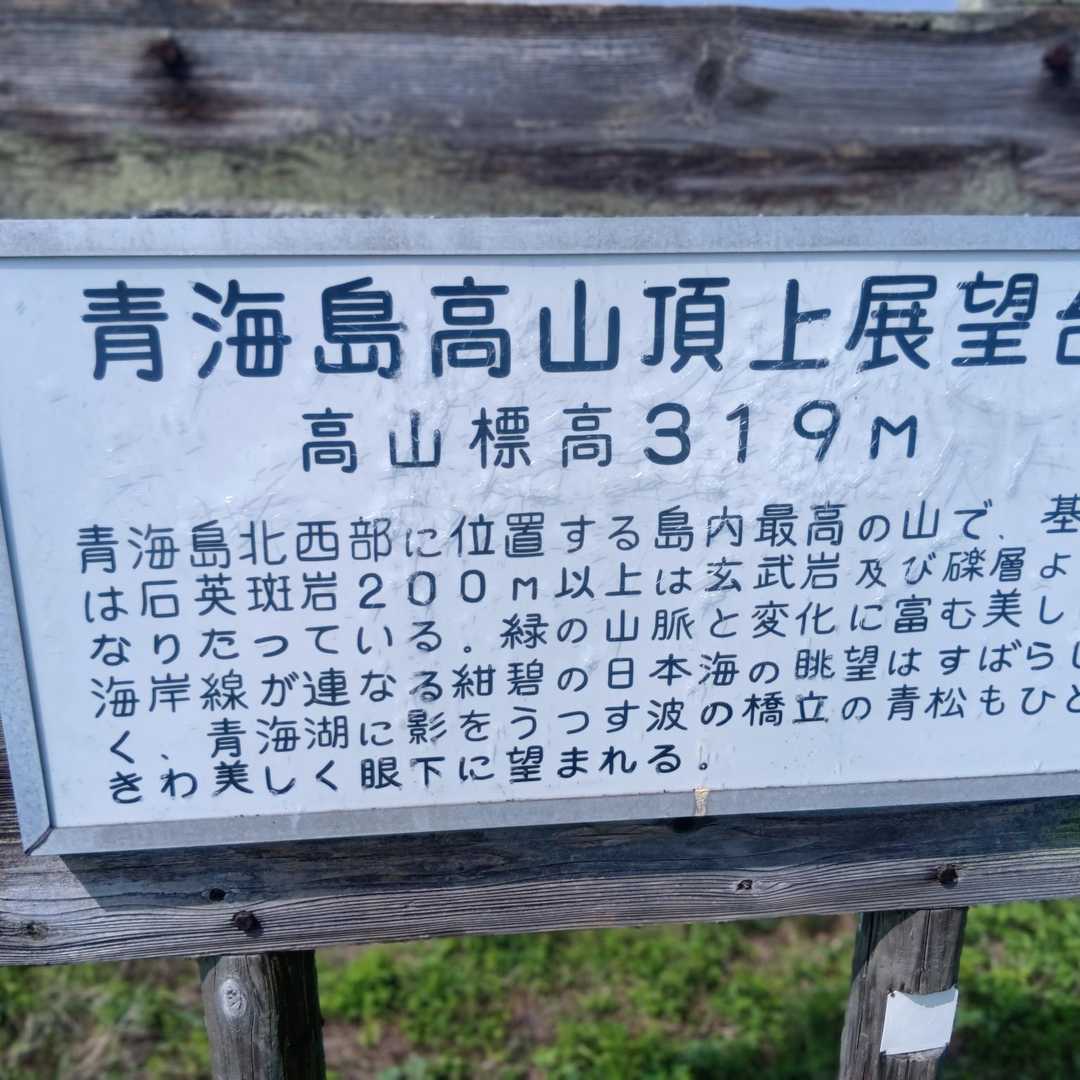 青海島高山頂上展望台
高山標高319M
青海島北西部に位置する島内最高の山で、基
は石英斑岩200m以上は玄武岩及び礫層よ
なりたっている。緑の山脈と変化に富む美し
海岸線が連なる紺碧の日本海の眺望はすばらし
く、青海湖に影をうつす波の橋立の青松もひと
きわ美しく眼下に望まれる。